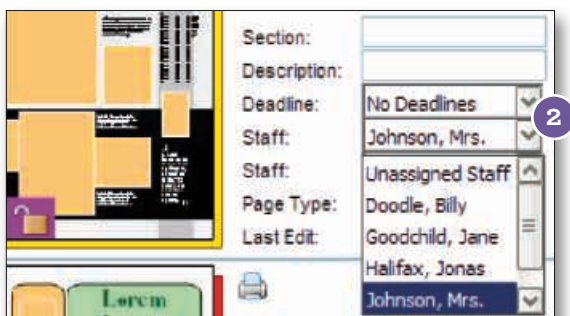 Section:
Description:
Deadline: No Deadlines
2
Staff: Johnson, Mrs.
Staff: Unassigned Staff
Page Type: Doodle, Billy
Last Edit: Goodchild, Jane
Halifax, Jonas
Johnson, Mrs.
Lorem